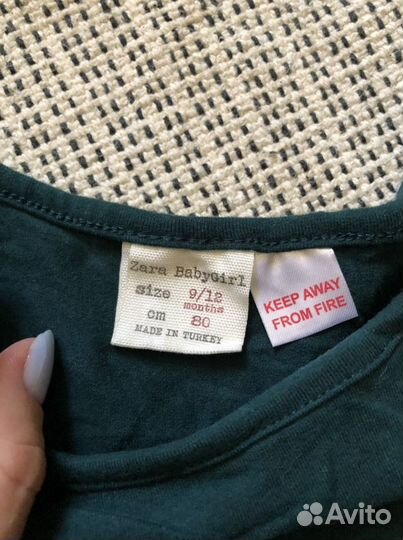 Zara BabyGirl
size 9/12
months
cm 80
MADE IN TURKEY
KEEP AWAY
FROM FIRE
Avito